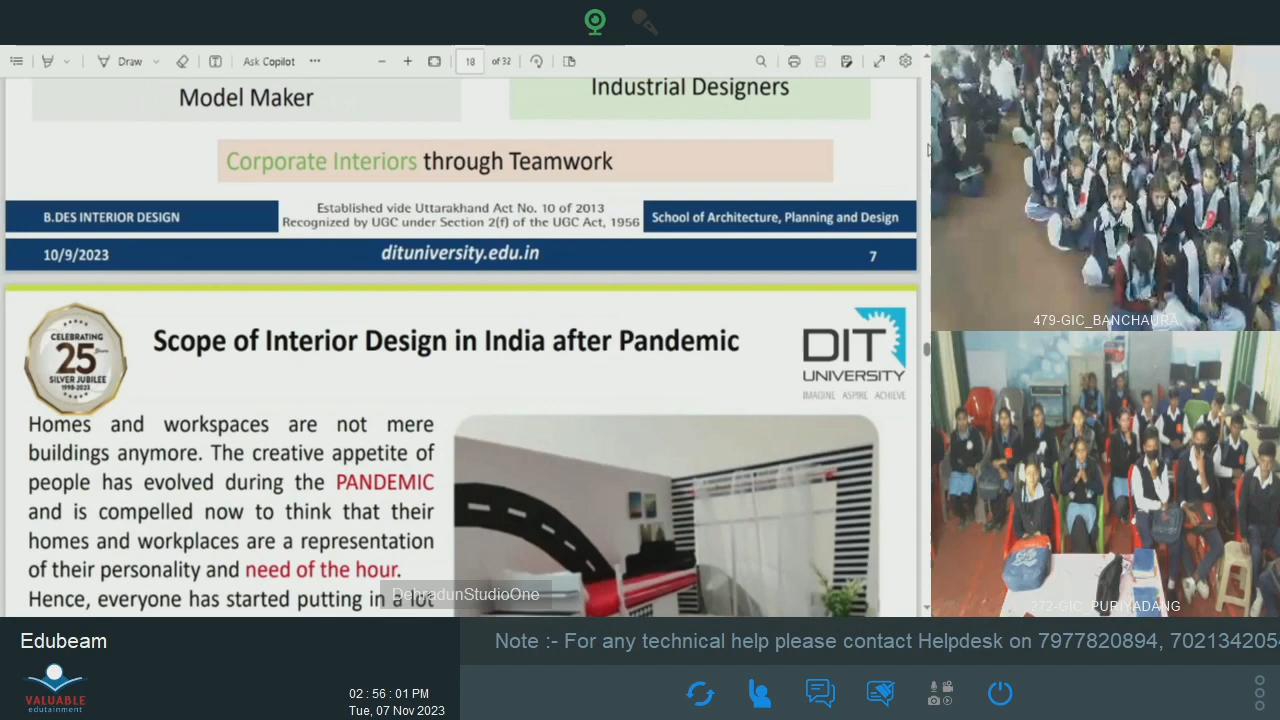 Draw
Ask Copilot
18
of 32
Model Maker
Industrial Designers
Corporate Interiors through Teamwork
B.DES INTERIOR DESIGN
Established vide Uttarakhand Act No. 10 of 2013
Recognized by UGC under Section 2(f) of the UGC Act, 1956
School of Architecture, Planning and Design
10/9/2023
dituniversity.edu.in
7
CELEBRATING
25
Years
SILVER JUBILEE
1998-2023
Scope of Interior Design in India after Pandemic
DIT
UNIVERSITY
IMAGINE ASPIRE ACHIEVE
Homes and workspaces are not mere
buildings anymore. The creative appetite of
people has evolved during the PANDEMIC
and is compelled now to think that their
homes and workplaces are a representation
of their personality and need of the hour.
Hence, everyone has started putting in a lot
DehradunStudioOne
479-GIC_BANCHAURA
272-GIC_PURIYADANG
Edubeam
VALUABLE
edutainment
02 : 56 : 01 PM
Tue, 07 Nov 2023
Note :- For any technical help please contact Helpdesk on 7977820894, 702134205